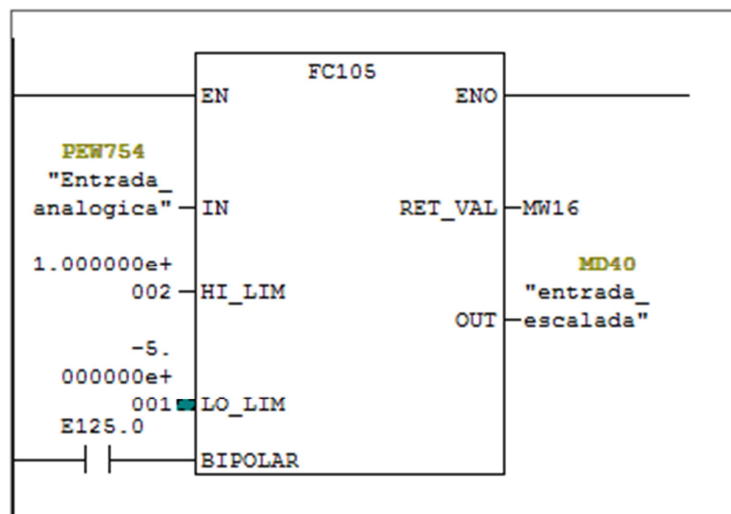 FC105
EN ENO
PEW754
"Entrada_
analogica" IN RET_VAL MW16
1.000000e+
002 HI_LIM
MD40
"entrada_
OUT escalada"
-5.
000000e+
001 LO_LIM
E125.0
BIPOLAR